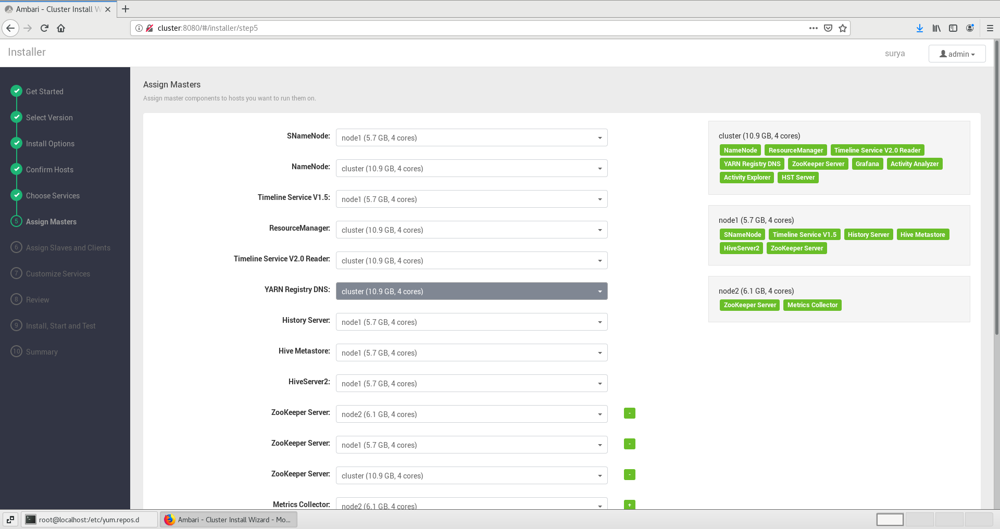 Ambari - Cluster Install W
cluster:8080/#/installer/step5
Installer
surya
admin
Get Started
Select Version
Install Options
Confirm Hosts
Choose Services
5 Assign Masters
6 Assign Slaves and Clients
7 Customize Services
8 Review
9 Install, Start and Test
10 Summary
Assign Masters
Assign master components to hosts you want to run them on.
SNameNode: node1 (5.7 GB, 4 cores)
NameNode: cluster (10.9 GB, 4 cores)
Timeline Service V1.5: node1 (5.7 GB, 4 cores)
ResourceManager: cluster (10.9 GB, 4 cores)
Timeline Service V2.0 Reader: cluster (10.9 GB, 4 cores)
YARN Registry DNS: cluster (10.9 GB, 4 cores)
History Server: node1 (5.7 GB, 4 cores)
Hive Metastore: node1 (5.7 GB, 4 cores)
HiveServer2: node1 (5.7 GB, 4 cores)
ZooKeeper Server: node2 (6.1 GB, 4 cores) -
ZooKeeper Server: node1 (5.7 GB, 4 cores) -
ZooKeeper Server: cluster (10.9 GB, 4 cores) -
Metrics Collector: node2 (6.1 GB, 4 cores) +
cluster (10.9 GB, 4 cores)
NameNode ResourceManager Timeline Service V2.0 Reader
YARN Registry DNS ZooKeeper Server Grafana Activity Analyzer
Activity Explorer HST Server
node1 (5.7 GB, 4 cores)
SNameNode Timeline Service V1.5 History Server Hive Metastore
HiveServer2 ZooKeeper Server
node2 (6.1 GB, 4 cores)
ZooKeeper Server Metrics Collector
root@localhost:/etc/yum.repos.d
Ambari - Cluster Install Wizard - Mo...